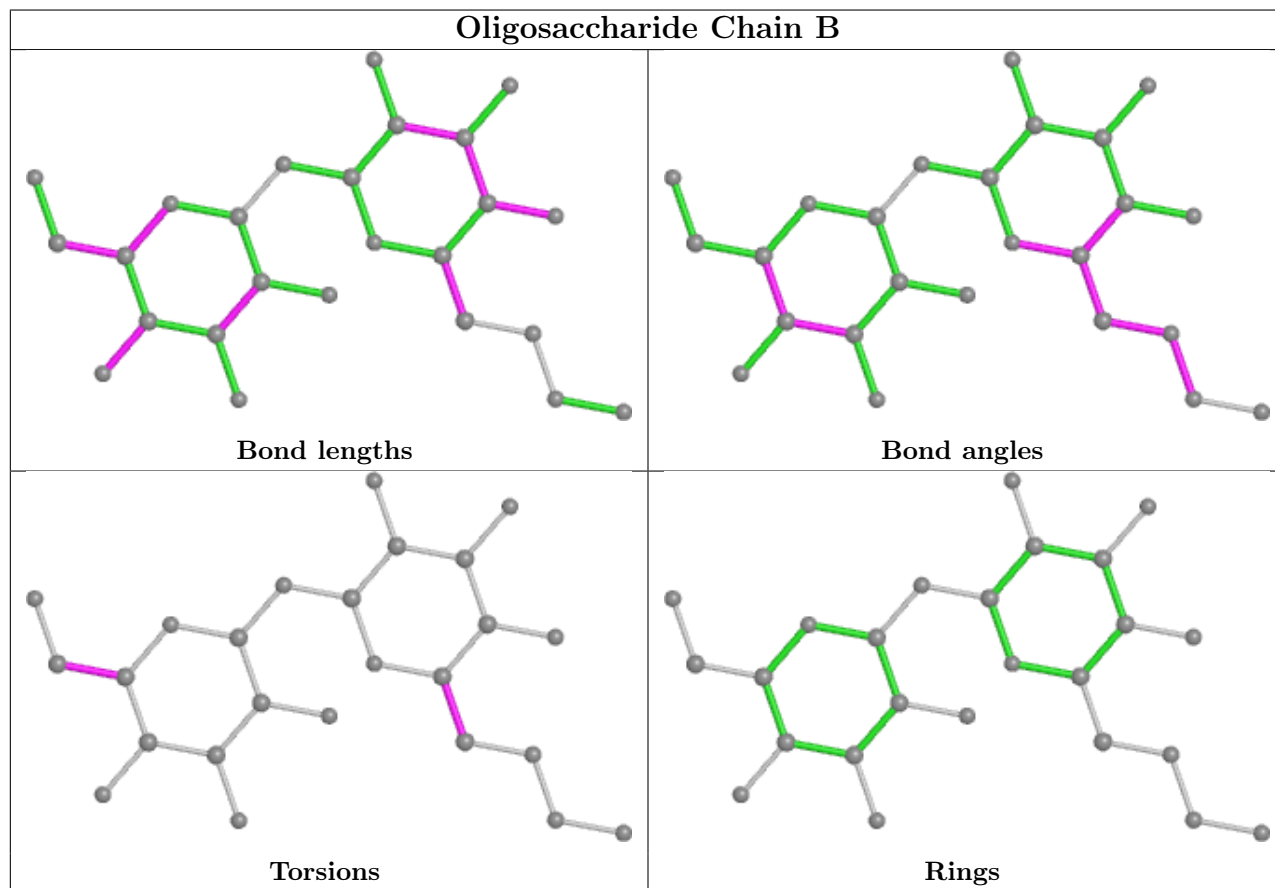 Oligosaccharide Chain B
Bond lengths
Bond angles
Torsions
Rings